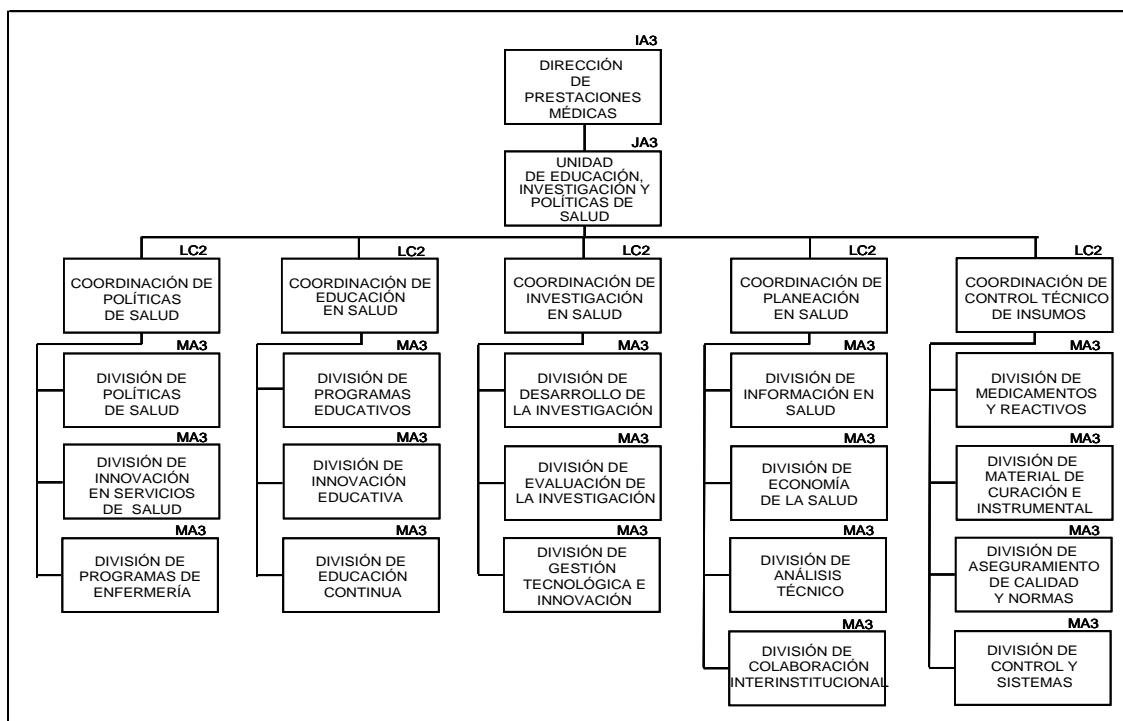 IA3
DIRECCIÓN
DE
PRESTACIONES
MÉDICAS
JA3
UNIDAD
DE EDUCACIÓN,
INVESTIGACIÓN Y
POLÍTICAS DE
SALUD
LC2
COORDINACIÓN DE
POLÍTICAS
DE SALUD
MA3
DIVISIÓN DE
POLÍTICAS
DE SALUD
MA3
DIVISIÓN DE
INNOVACIÓN
EN SERVICIOS
DE SALUD
MA3
DIVISIÓN DE
PROGRAMAS DE
ENFERMERÍA
LC2
COORDINACIÓN DE
EDUCACIÓN
EN SALUD
MA3
DIVISIÓN DE
PROGRAMAS
EDUCATIVOS
MA3
DIVISIÓN DE
INNOVACIÓN
EDUCATIVA
MA3
DIVISIÓN DE
EDUCACIÓN
CONTINUA
LC2
COORDINACIÓN DE
INVESTIGACIÓN
EN SALUD
MA3
DIVISIÓN DE
DESARROLLO DE
LA INVESTIGACIÓN
MA3
DIVISIÓN DE
EVALUACIÓN DE
LA INVESTIGACIÓN
MA3
DIVISIÓN DE
GESTIÓN
TECNOLÓGICA E
INNOVACIÓN
LC2
COORDINACIÓN DE
PLANEACIÓN
EN SALUD
MA3
DIVISIÓN DE
INFORMACIÓN EN
SALUD
MA3
DIVISIÓN DE
ECONOMÍA
DE LA SALUD
MA3
DIVISIÓN DE
ANÁLISIS
TÉCNICO
MA3
DIVISIÓN DE
COLABORACIÓN
INTERINSTITUCIONAL
LC2
COORDINACIÓN DE
CONTROL TÉCNICO
DE INSUMOS
MA3
DIVISIÓN DE
MEDICAMENTOS
Y REACTIVOS
MA3
DIVISIÓN DE
MATERIAL DE
CURACIÓN E
INSTRUMENTAL
MA3
DIVISIÓN DE
ASEGURAMIENTO
DE CALIDAD
Y NORMAS
MA3
DIVISIÓN DE
CONTROL Y
SISTEMAS